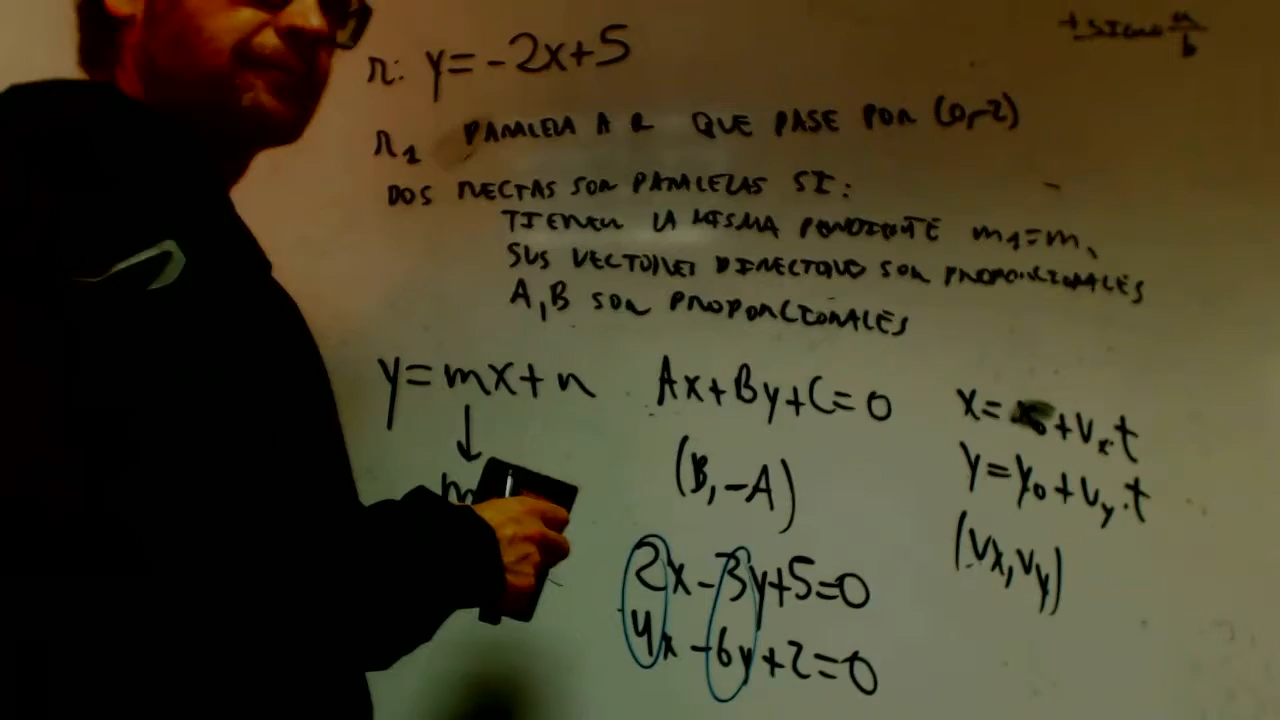 r: y=-2x+5
r1 PARALELA A R QUE PASE POR (0,-2)
DOS RECTAS SON PARALELAS SI:
TIENEN LA MISMA PENDIENTE m1=m
SUS VECTORES DIRECTORES SON PROPORCIONALES
A,B SON PROPORCIONALES
y=mx+n
m
Ax+By+C=0
(B,-A)
2x-3y+5=0
4x-6y+2=0
x= +Vx.t
y=y0+Vy.t
(Vx,Vy)